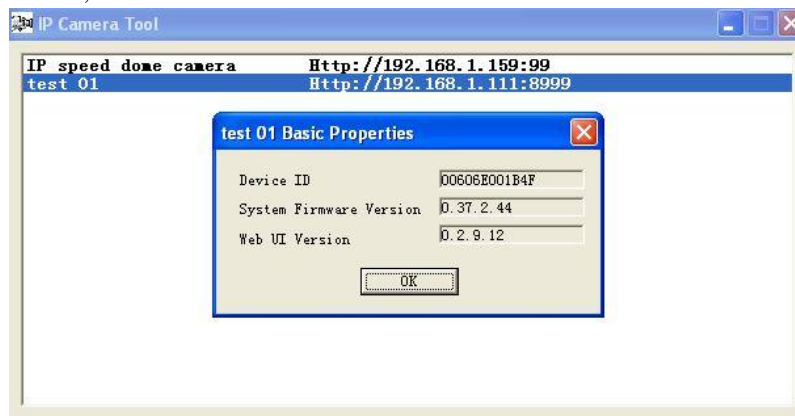 IP Camera Tool
IP speed dome camera Http://192.168.1.159:99
test 01 Http://192.168.1.111:8999
test 01 Basic Properties
Device ID 00606E001B4F
System Firmware Version 0.37.2.44
Web UI Version 0.2.9.12
OK